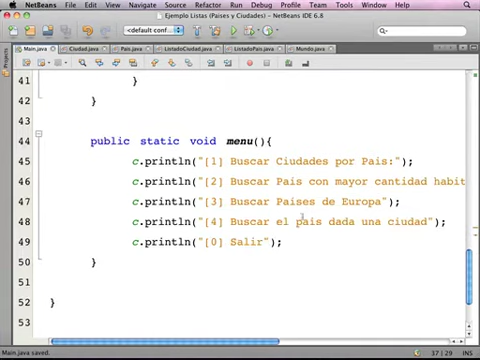 NetBeans File Edit View Navigate Source Refactor Run Debug Profile Team Tools Window Help
Ejemplo Listas (Paises y Ciudades) - NetBeans IDE 6.8
<default conf...
Main.java Ciudad.java Pais.java ListadoCiudad.java ListadoPais.java Mundo.java
Projects
41 }
42 }
43
44 public static void menu(){
45 c.println("[1] Buscar Ciudades por Pais:");
46 c.println("[2] Buscar Pais con mayor cantidad habit
47 c.println("[3] Buscar Paises de Europa");
48 c.println("[4] Buscar el pais dada una ciudad");
49 c.println("[0] Salir");
50 }
51
52 }
53
Main.java saved. 37 | 29 INS